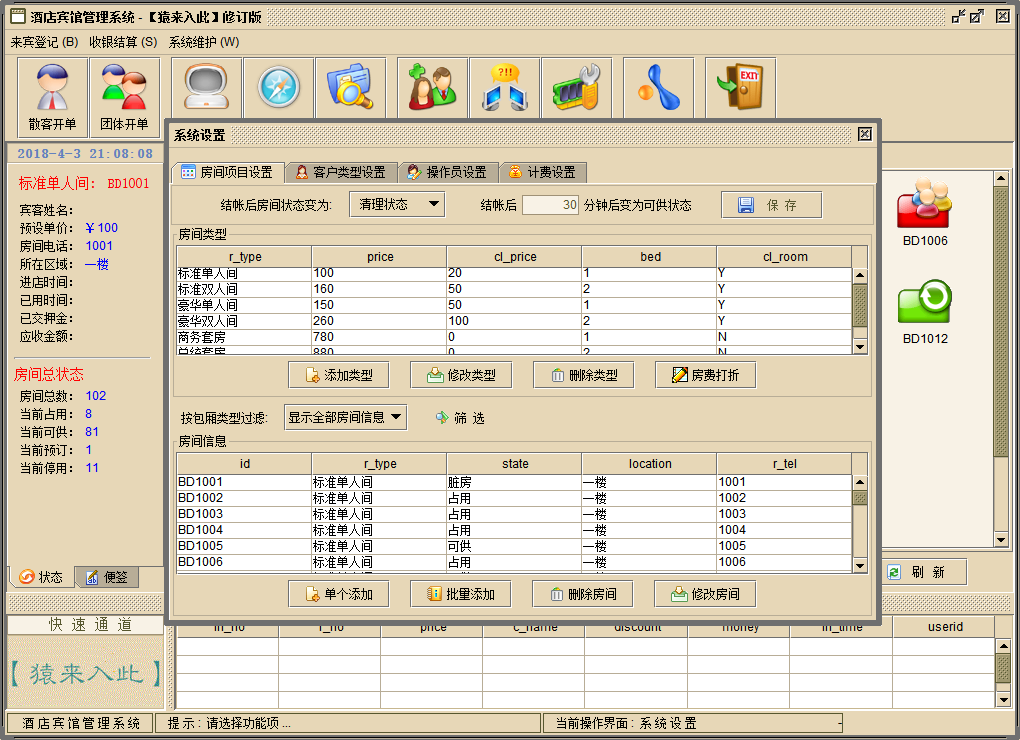 酒店宾馆管理系统 - 【猿来入此】修订版
来宾登记 (B) 收银结算 (S) 系统维护 (W)
?!!
EXIT
散客开单 团体开单
2018-4-3 21:08:08
标准单人间: BD1001
宾客姓名:
预设单价: ￥100
房间电话: 1001
所在区域: 一楼
进店时间:
已用时间:
已交押金:
应收金额:
房间总状态
房间总数: 102
当前占用: 8
当前可供: 81
当前预订: 1
当前停用: 11
状态 便签
快 速 通 道
【猿来入此】
系统设置
房间项目设置 客户类型设置 操作员设置 计费设置
结帐后房间状态变为: 清理状态 结帐后 30 分钟后变为可供状态 保 存
房间类型
r_type price cl_price bed cl_room
标准单人间 100 20 1 Y
标准双人间 160 50 2 Y
豪华单人间 150 50 1 Y
豪华双人间 260 100 2 Y
商务套房 780 0 1 N
总统套房 880 0 2 N
添加类型 修改类型 删除类型 房费打折
按包厢类型过滤: 显示全部房间信息 筛 选
房间信息
id r_type state location r_tel
BD1001 标准单人间 脏房 一楼 1001
BD1002 标准单人间 占用 一楼 1002
BD1003 标准单人间 占用 一楼 1003
BD1004 标准单人间 占用 一楼 1004
BD1005 标准单人间 可供 一楼 1005
BD1006 标准单人间 占用 一楼 1006
单个添加 批量添加 删除房间 修改房间
BD1006
BD1012
刷 新
in_no r_no price c_name discount money in_time userid
酒店宾馆管理系统 提示: 请选择功能项 ... 当前操作界面: 系统设置 -